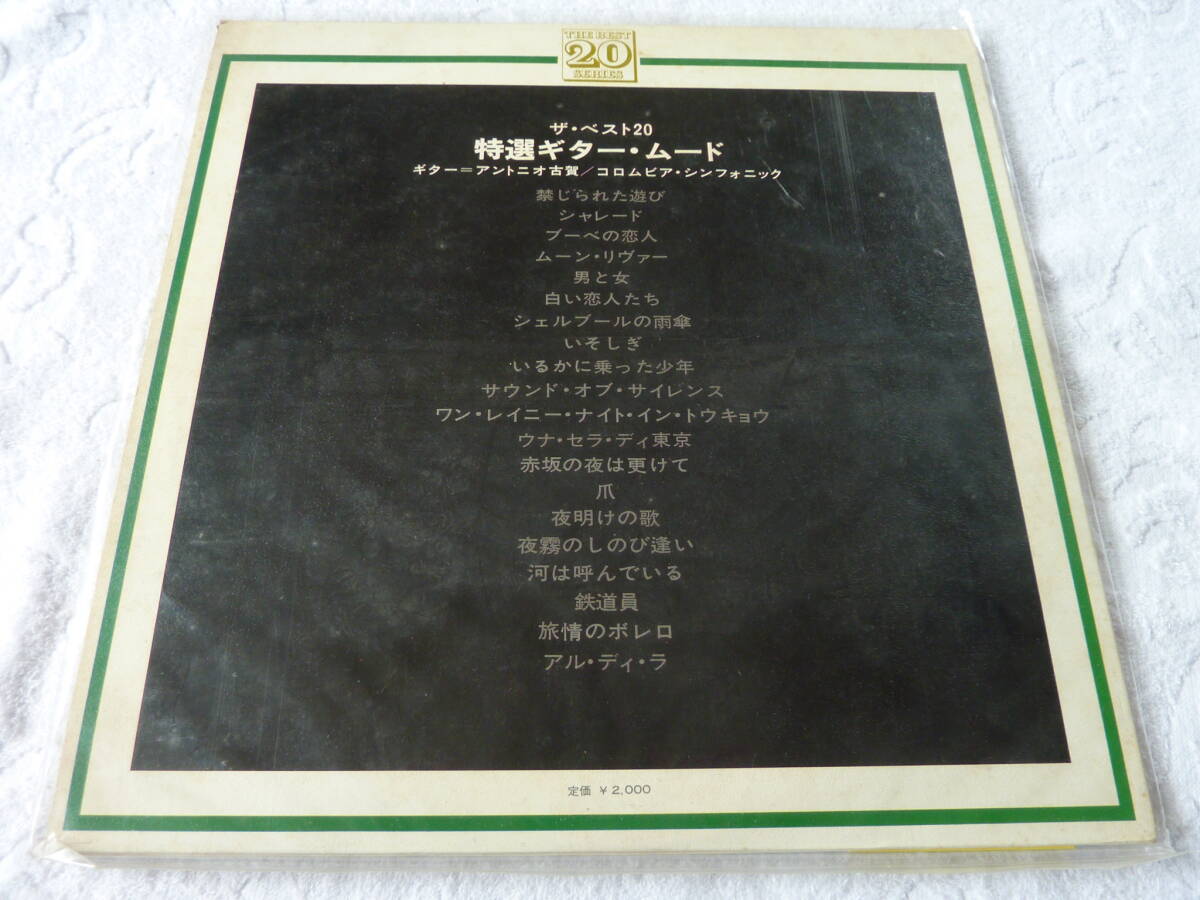 THE BEST
20
SERIES
ザ・ベスト20
特選ギター・ムード
ギター＝アントニオ古賀/コロムビア・シンフォニック
禁じられた遊び
シャレード
ブーベの恋人
ムーン・リヴァー
男と女
白い恋人たち
シェルブールの雨傘
いそしぎ
いるかに乗った少年
サウンド・オブ・サイレンス
ワン・レイニー・ナイト・イン・トウキョウ
ウナ・セラ・ディ東京
赤坂の夜は更けて
爪
夜明けの歌
夜霧のしのび逢い
河は呼んでいる
鉄道員
旅情のボレロ
アル・ディ・ラ
定価 ¥2,000